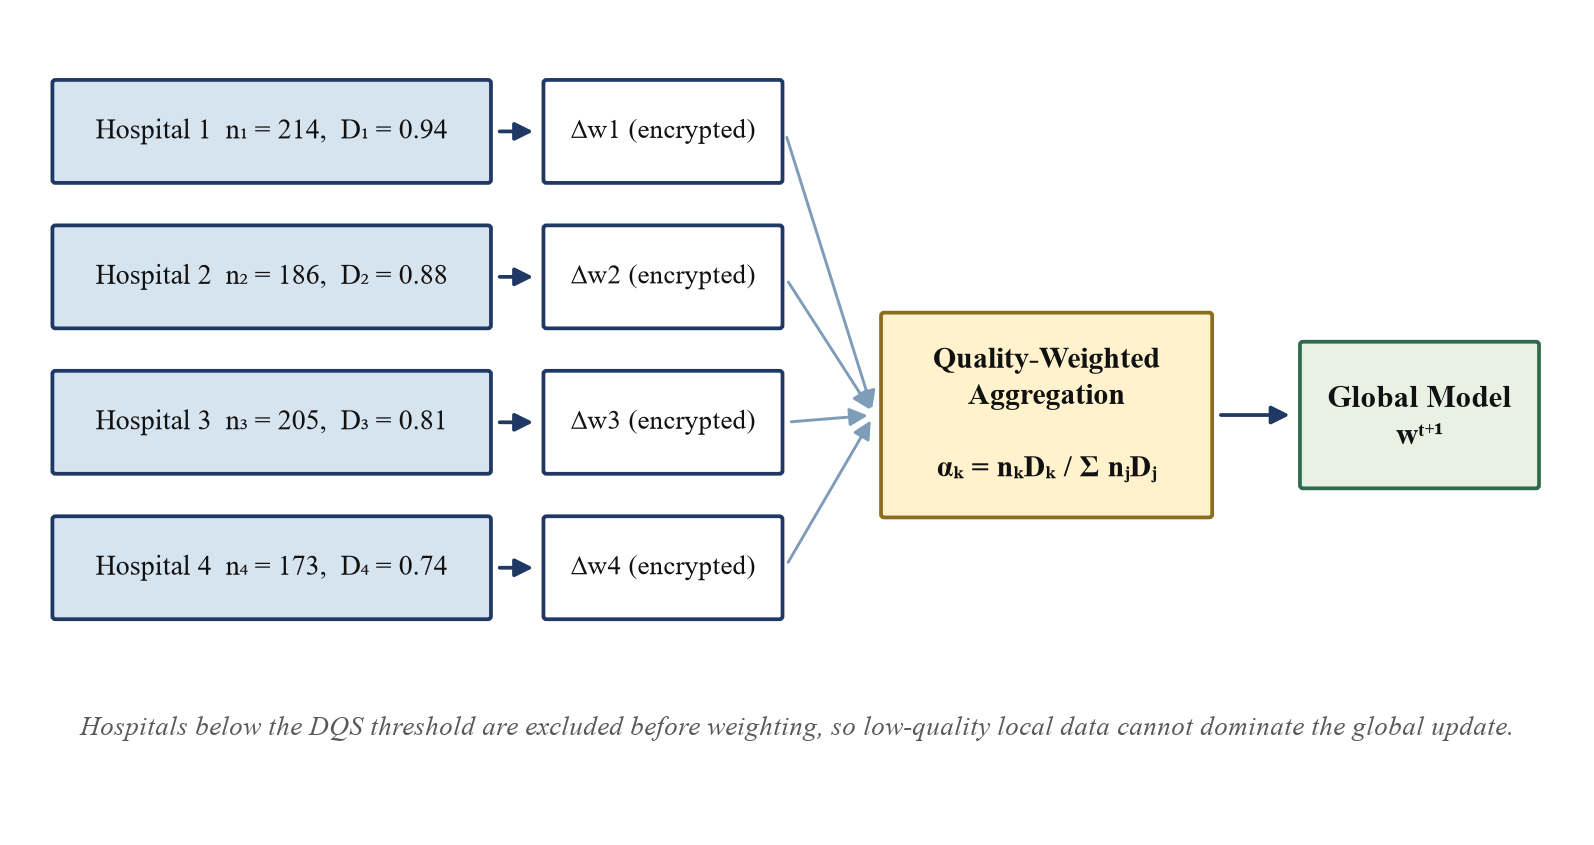 Hospital 1  n₁ = 214,  D₁ = 0.94
Δw1 (encrypted)
Hospital 2  n₂ = 186,  D₂ = 0.88
Δw2 (encrypted)
Hospital 3  n₃ = 205,  D₃ = 0.81
Δw3 (encrypted)
Hospital 4  n₄ = 173,  D₄ = 0.74
Δw4 (encrypted)
Quality-Weighted
Aggregation
αₖ = nₖDₖ / Σ nⱼDⱼ
Global Model
wᵗ⁺¹
Hospitals below the DQS threshold are excluded before weighting, so low-quality local data cannot dominate the global update.